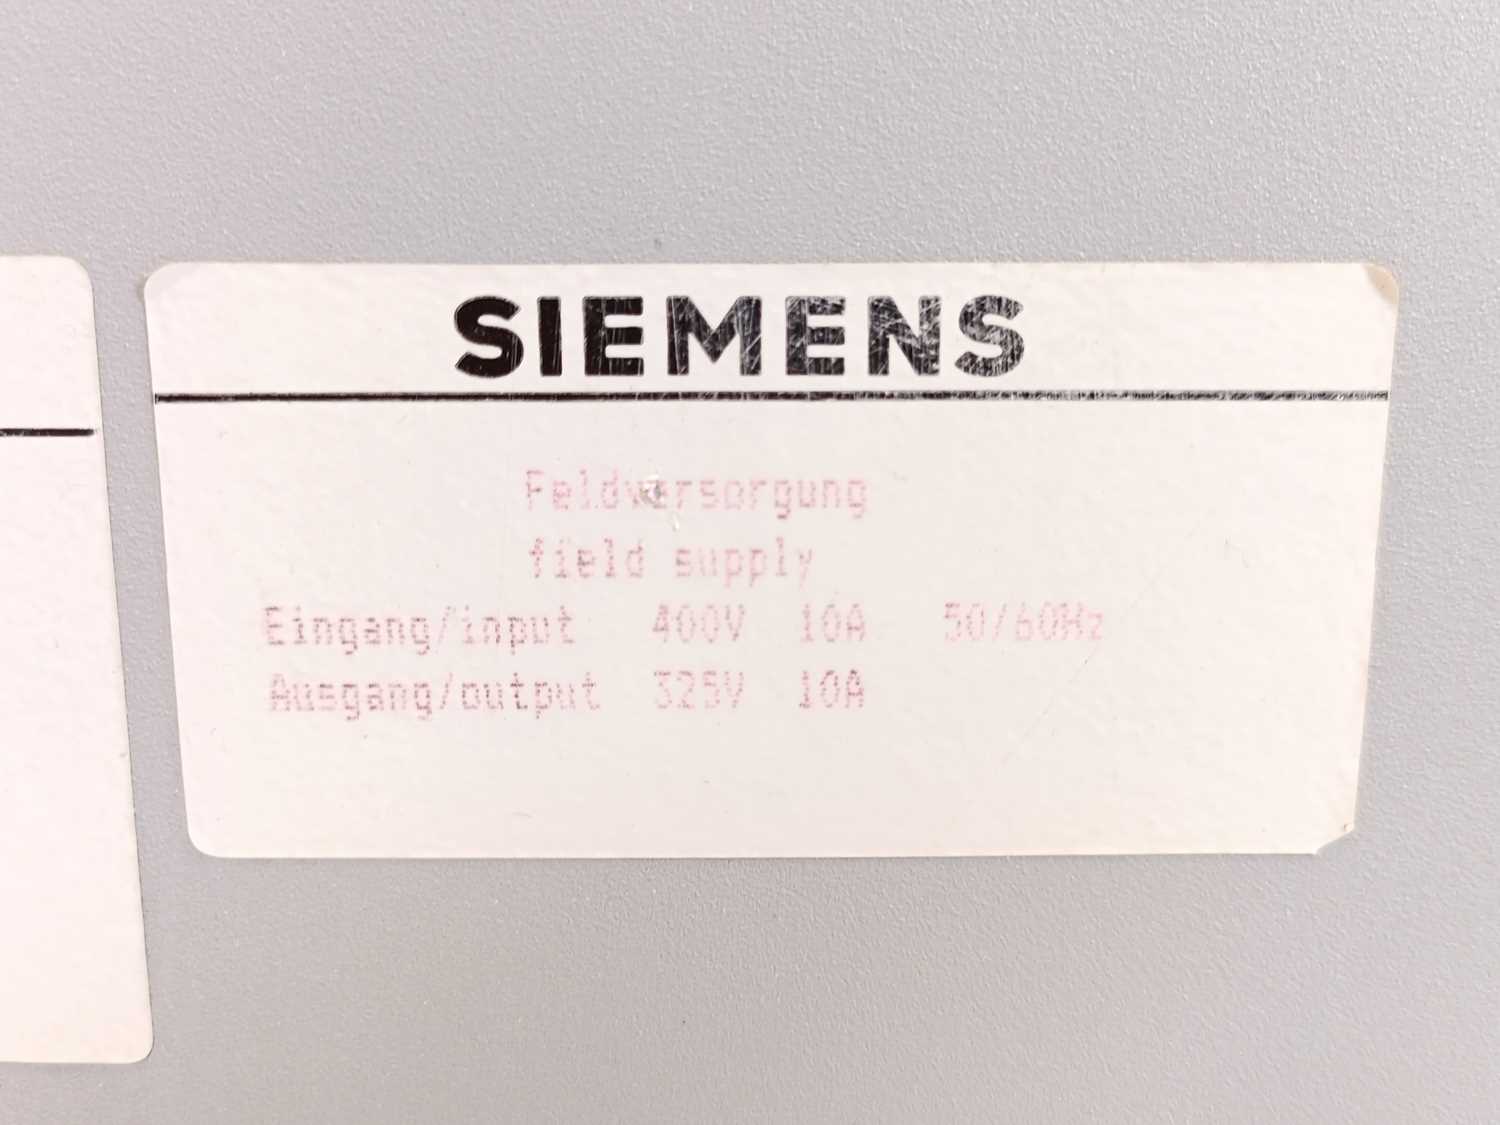 SIEMENS
Feldversorgung
field supply
Eingang/input 400V 10A 50/60Hz
Ausgang/output 325V 10A